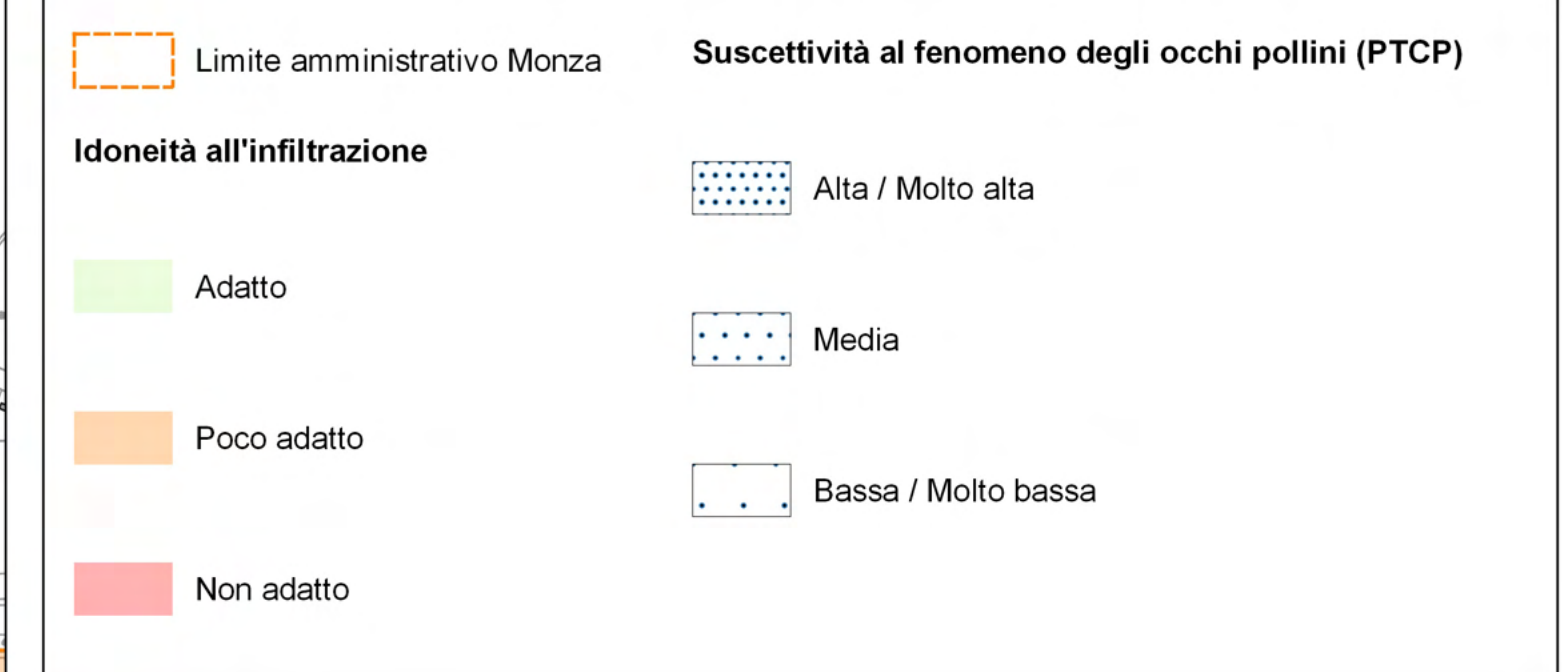 Limite amministrativo Monza
Idoneità all'infiltrazione
Adatto
Poco adatto
Non adatto
Suscettività al fenomeno degli occhi pollini (PTCP)
Alta / Molto alta
Media
Bassa / Molto bassa